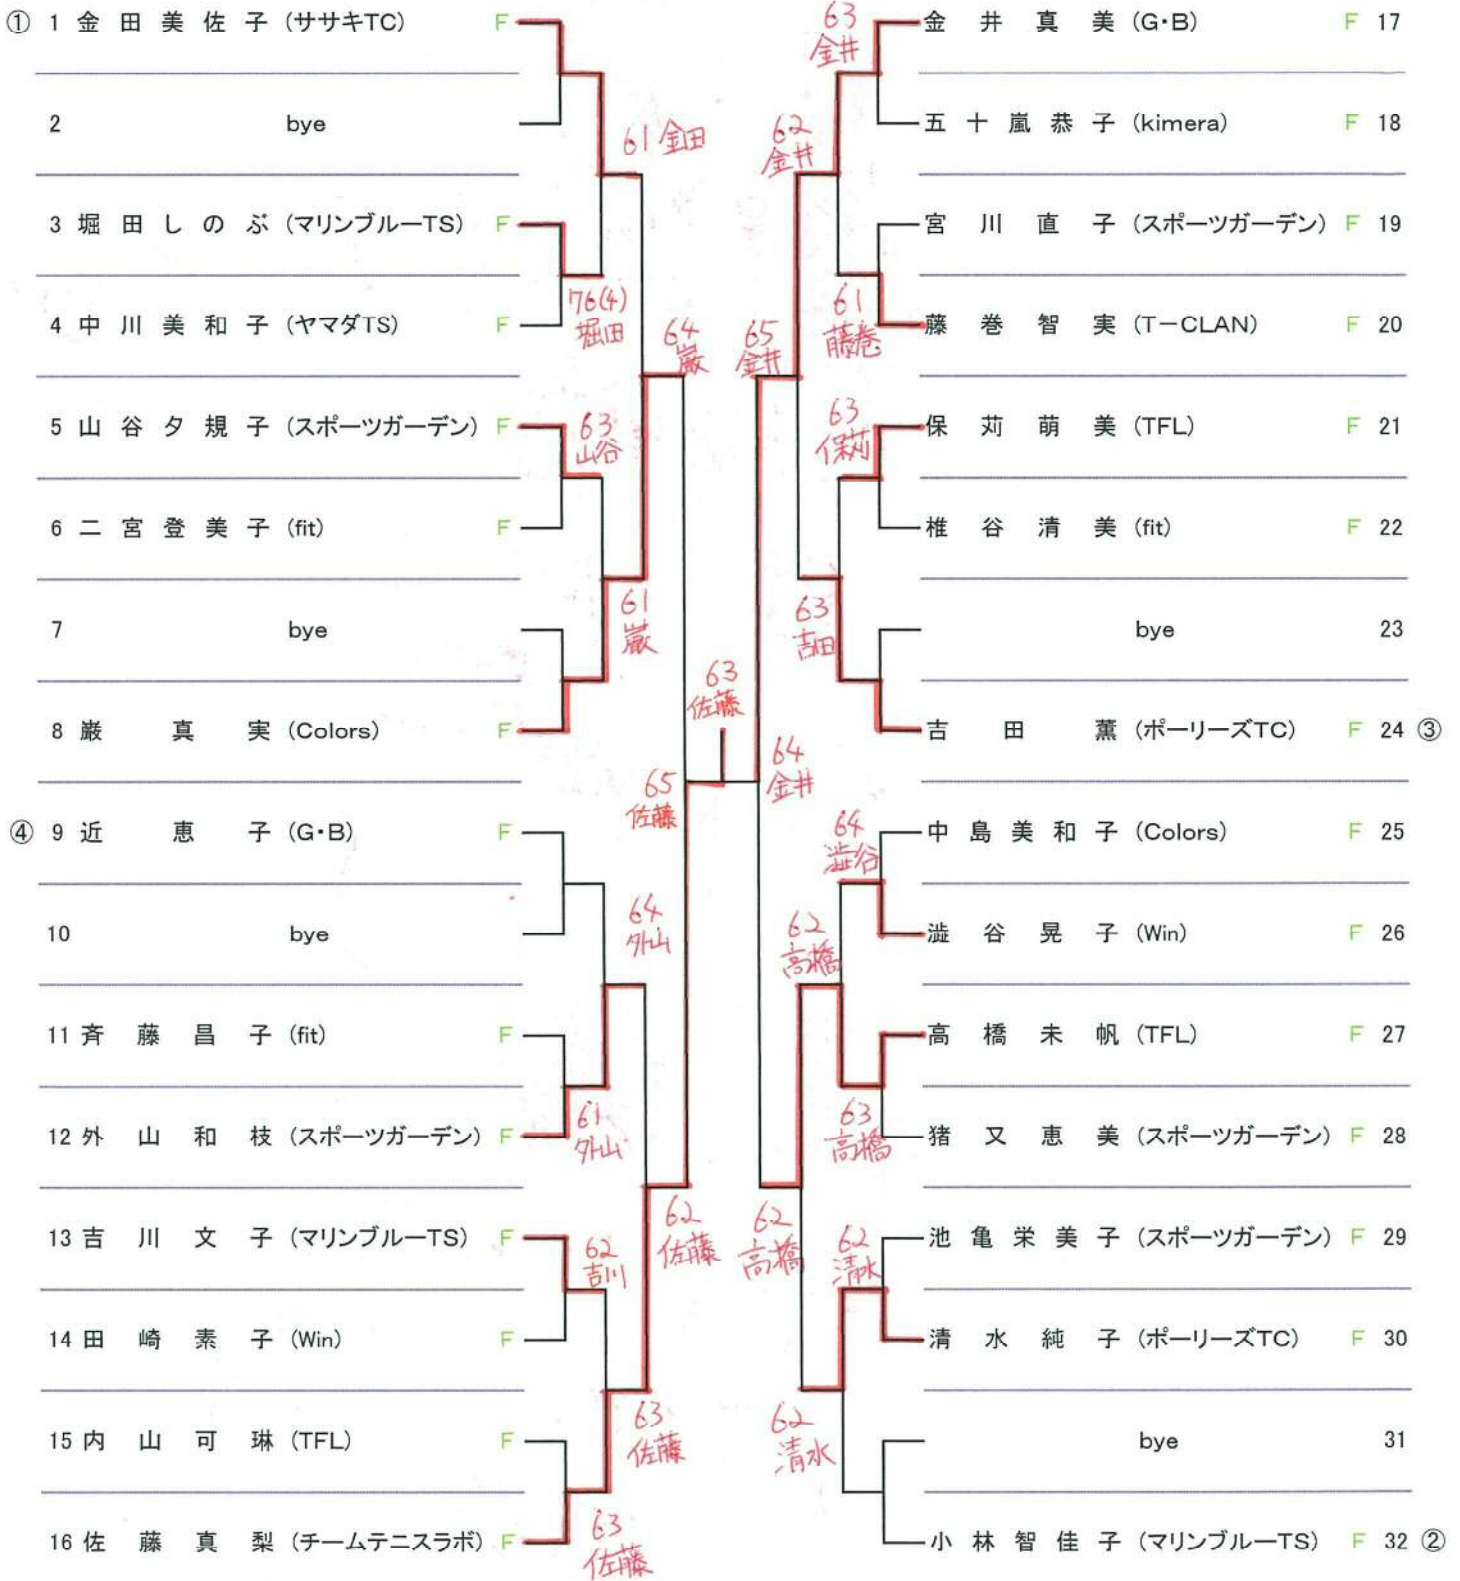 ① 1 金田美佐子 (ササキTC) F
2 bye
61 金田
3 堀田しのぶ (マリンブルーTS) F
76(4)
堀田
4 中川美和子 (ヤマダTS) F
64
巌
5 山谷夕規子 (スポーツガーデン) F
63
山谷
6 二宮登美子 (fit) F
61
巌
7 bye
8 巌真実 (Colors) F
65
佐藤
④ 9 近恵子 (G・B) F
10 bye
64
外山
11 斉藤昌子 (fit) F
61
外山
12 外山和枝 (スポーツガーデン) F
62
佐藤
13 吉川文子 (マリンブルーTS) F
62
吉川
14 田崎素子 (Win) F
63
佐藤
15 内山可琳 (TFL) F
16 佐藤真梨 (チームテニスラボ) F
63
佐藤
63
佐藤
63
金井
金井真美 (G・B) F 17
62
金井
五十嵐恭子 (kimera) F 18
宮川直子 (スポーツガーデン) F 19
61
藤巻
藤巻智実 (T－CLAN) F 20
65
金井
63
保苅
保苅萌美 (TFL) F 21
椎谷清美 (fit) F 22
63
吉田
bye 23
吉田薫 (ポーリーズTC) F 24 ③
64
金井
64
澁谷
中島美和子 (Colors) F 25
62
高橋
澁谷晃子 (Win) F 26
高橋未帆 (TFL) F 27
63
高橋
猪又恵美 (スポーツガーデン) F 28
62
高橋
62
清水
池亀栄美子 (スポーツガーデン) F 29
清水純子 (ポーリーズTC) F 30
62
清水
bye 31
小林智佳子 (マリンブルーTS) F 32 ②